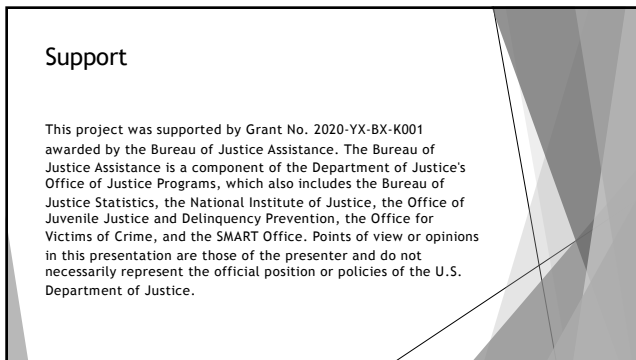 Support
This project was supported by Grant No. 2020-YX-BX-K001
awarded by the Bureau of Justice Assistance. The Bureau of
Justice Assistance is a component of the Department of Justice's
Office of Justice Programs, which also includes the Bureau of
Justice Statistics, the National Institute of Justice, the Office of
Juvenile Justice and Delinquency Prevention, the Office for
Victims of Crime, and the SMART Office. Points of view or opinions
in this presentation are those of the presenter and do not
necessarily represent the official position or policies of the U.S.
Department of Justice.